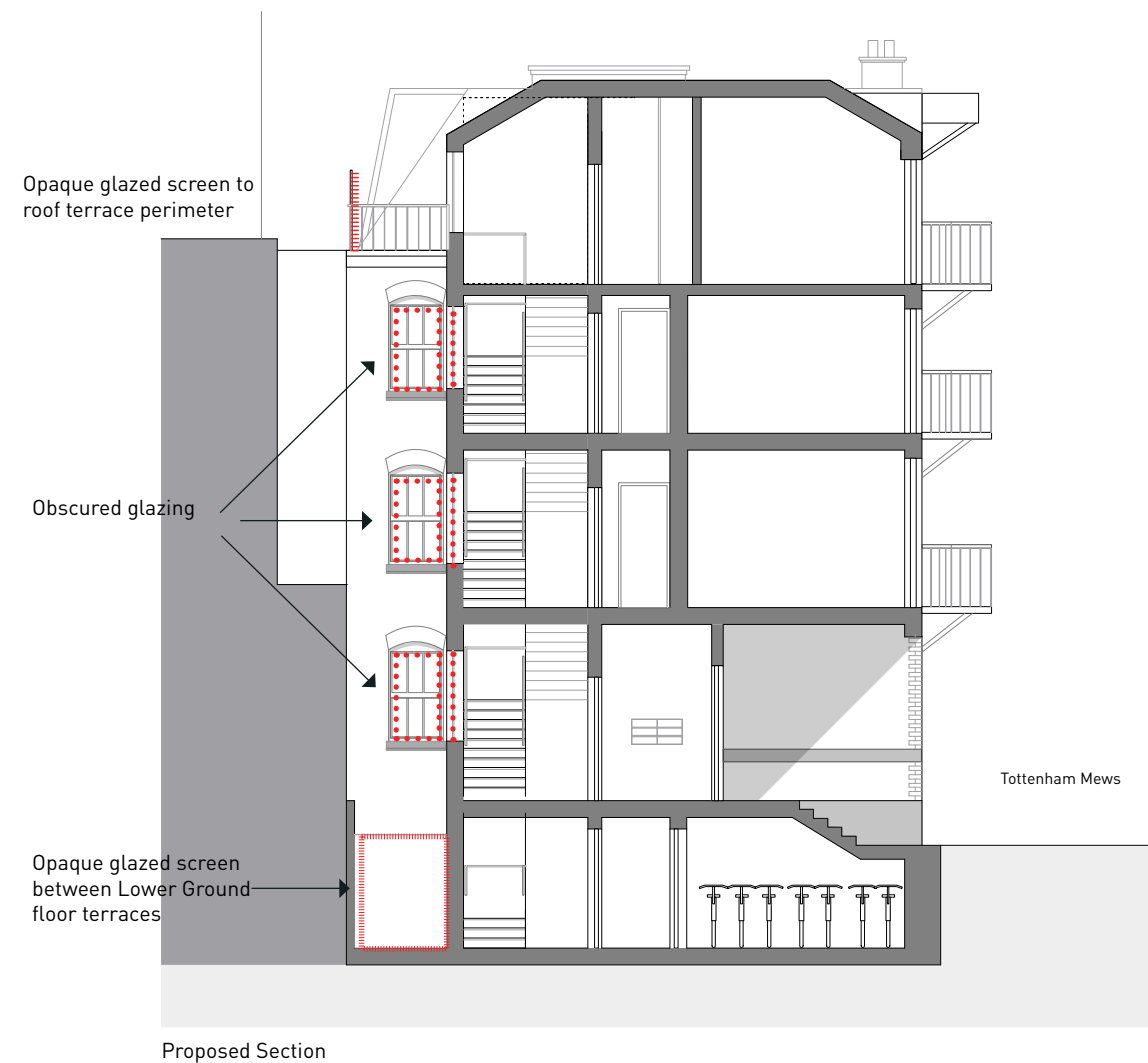 Opaque glazed screen to
roof terrace perimeter
Obscured glazing
Tottenham Mews
Opaque glazed screen
between Lower Ground
floor terraces
Proposed Section